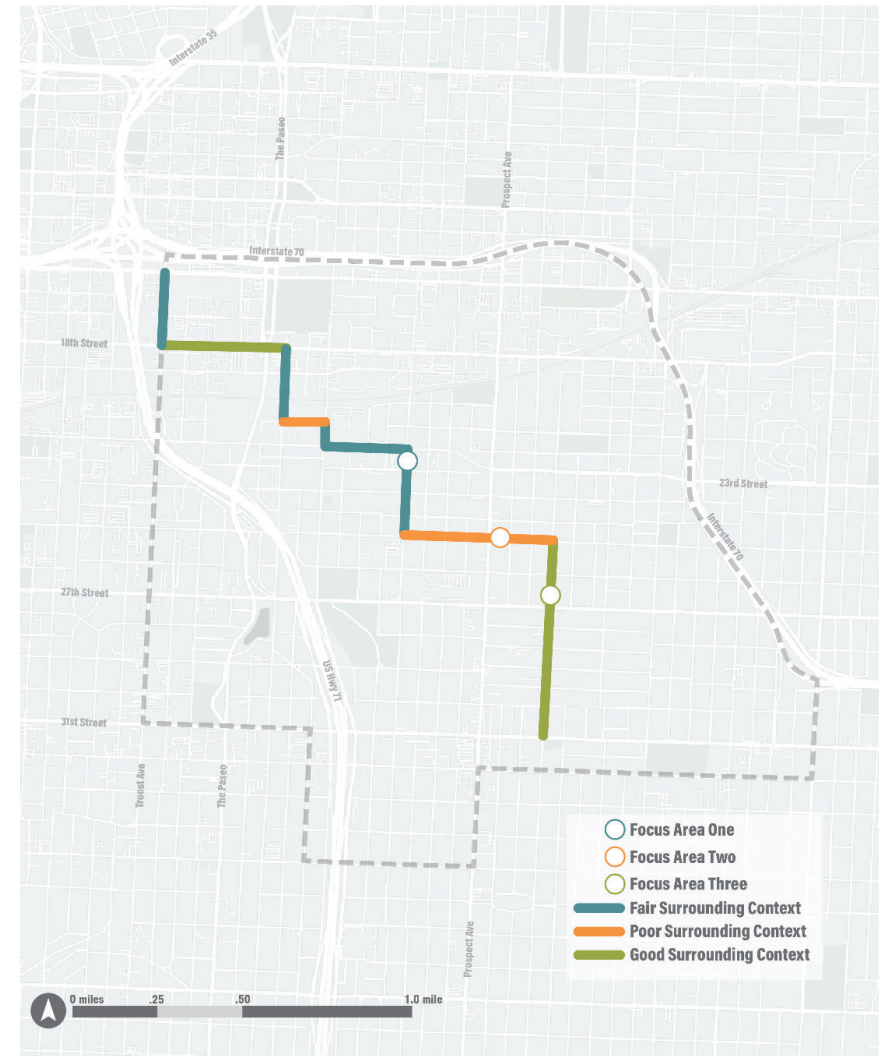 Interstate 35
The Paseo
Prospect Ave
Interstate 70
18th Street
23rd Street
Interstate 70
27th Street
US Hwy 71
31st Street
Troost Ave
The Paseo
Prospect Ave
Focus Area One
Focus Area Two
Focus Area Three
Fair Surrounding Context
Poor Surrounding Context
Good Surrounding Context
0 miles .25 .50 1.0 mile